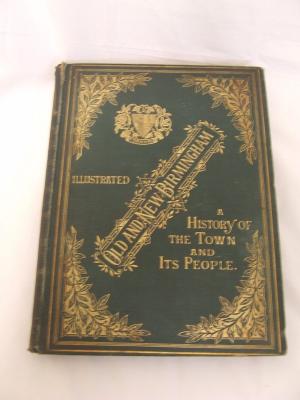 ILLUSTRATED
OLD AND NEW BIRMINGHAM
A
HISTORY OF
THE TOWN
AND
ITS PEOPLE.